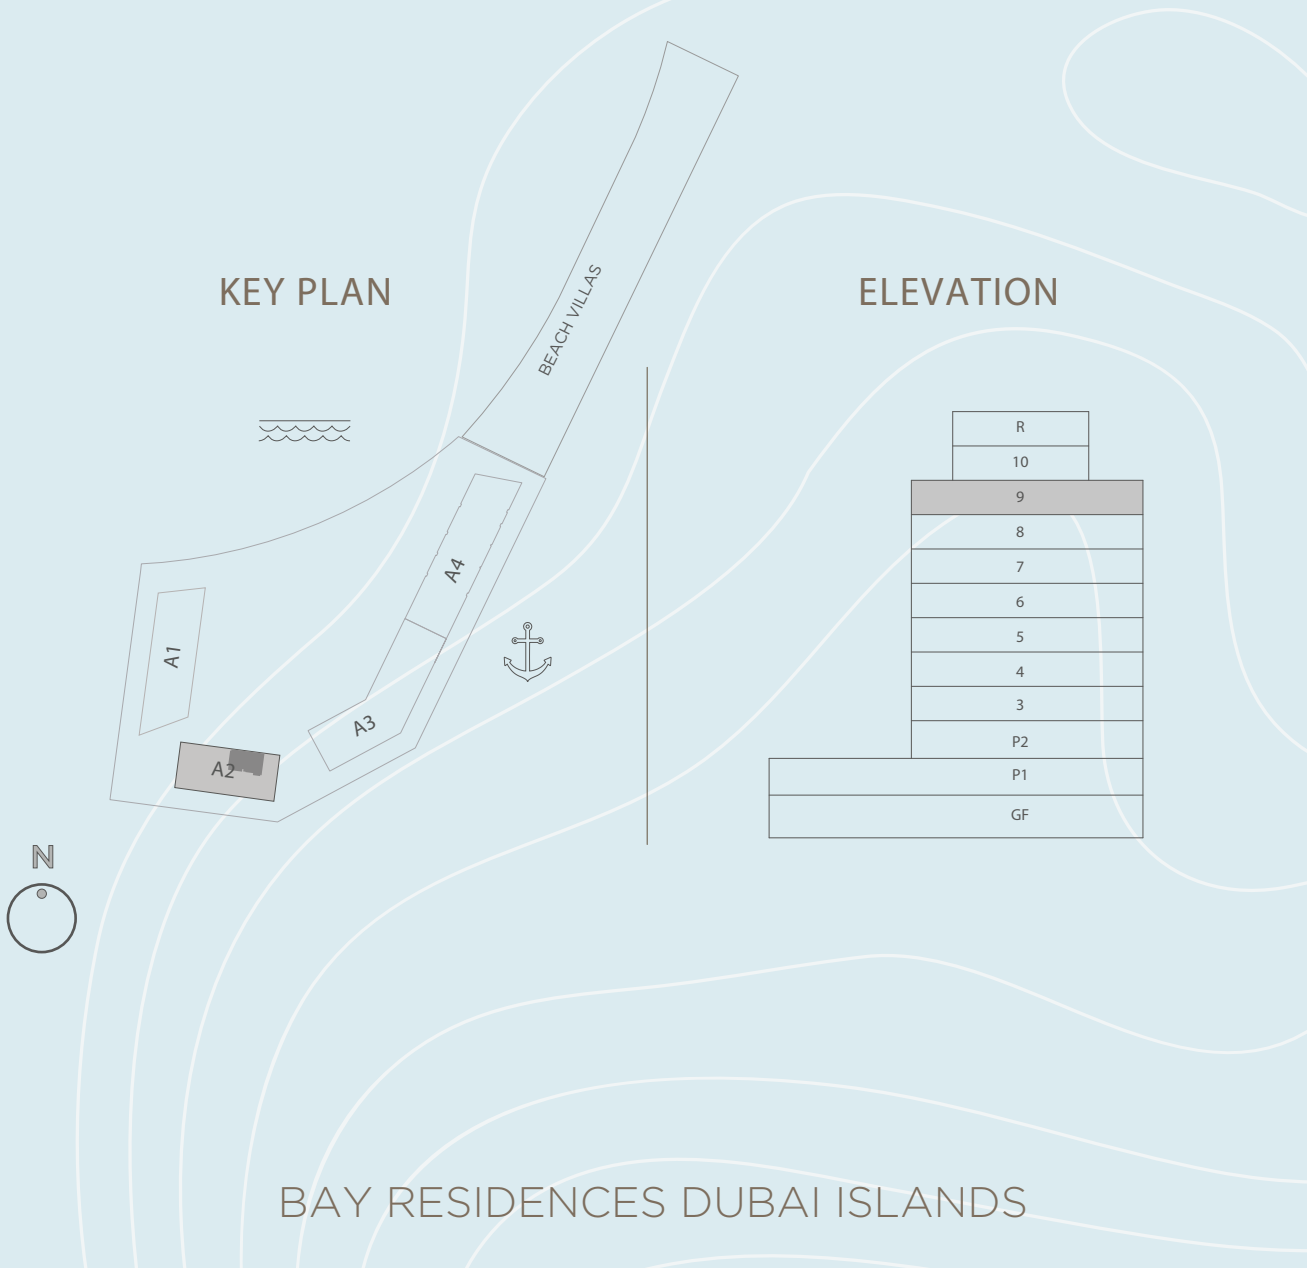 KEY PLAN
ELEVATION
BEACH VILLAS
A4
A1
A3
A2
N
R
10
9
8
7
6
5
4
3
P2
P1
GF
BAY RESIDENCES DUBAI ISLANDS